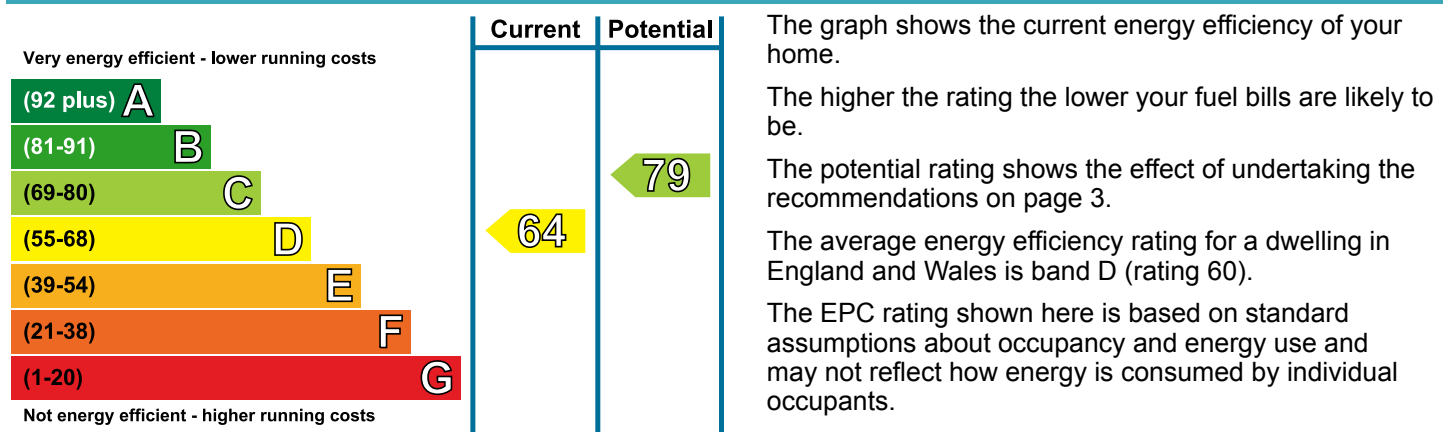 Current Potential
Very energy efficient - lower running costs
(92 plus) A
(81-91) B
(69-80) C
(55-68) D
(39-54) E
(21-38) F
(1-20) G
Not energy efficient - higher running costs
64
79
The graph shows the current energy efficiency of your
home.
The higher the rating the lower your fuel bills are likely to
be.
The potential rating shows the effect of undertaking the
recommendations on page 3.
The average energy efficiency rating for a dwelling in
England and Wales is band D (rating 60).
The EPC rating shown here is based on standard
assumptions about occupancy and energy use and
may not reflect how energy is consumed by individual
occupants.